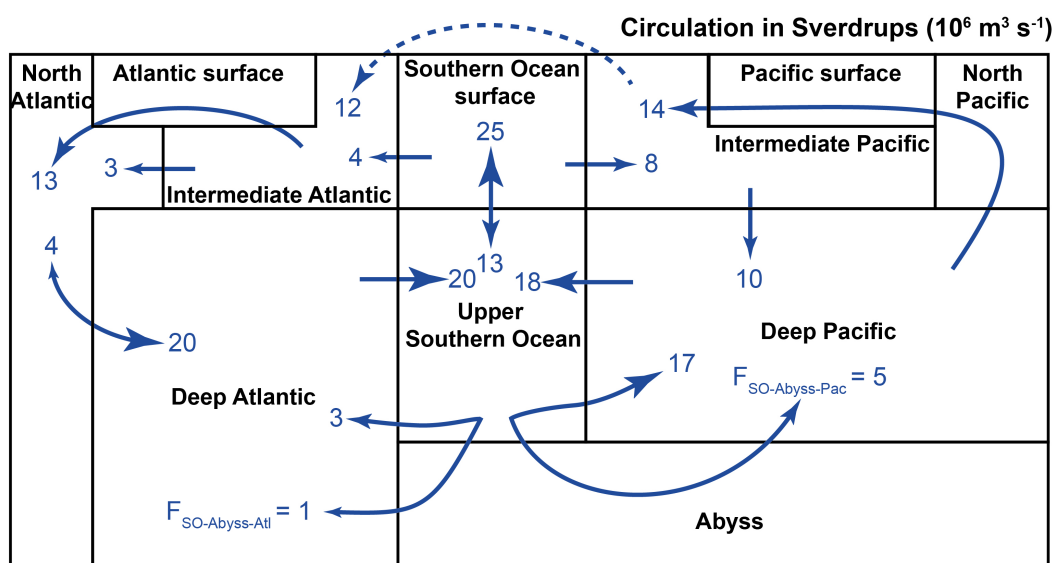 Circulation in Sverdrups (10⁶ m³ s⁻¹)
North
Atlantic
Atlantic surface
Southern Ocean
surface
Pacific surface
North
Pacific
12
14
25
Intermediate Pacific
4
8
3
13
Intermediate Atlantic
4
13
20
18
10
Upper
Southern Ocean
Deep Pacific
20
17
F_SO-Abyss-Pac = 5
Deep Atlantic
3
F_SO-Abyss-Atl = 1
Abyss